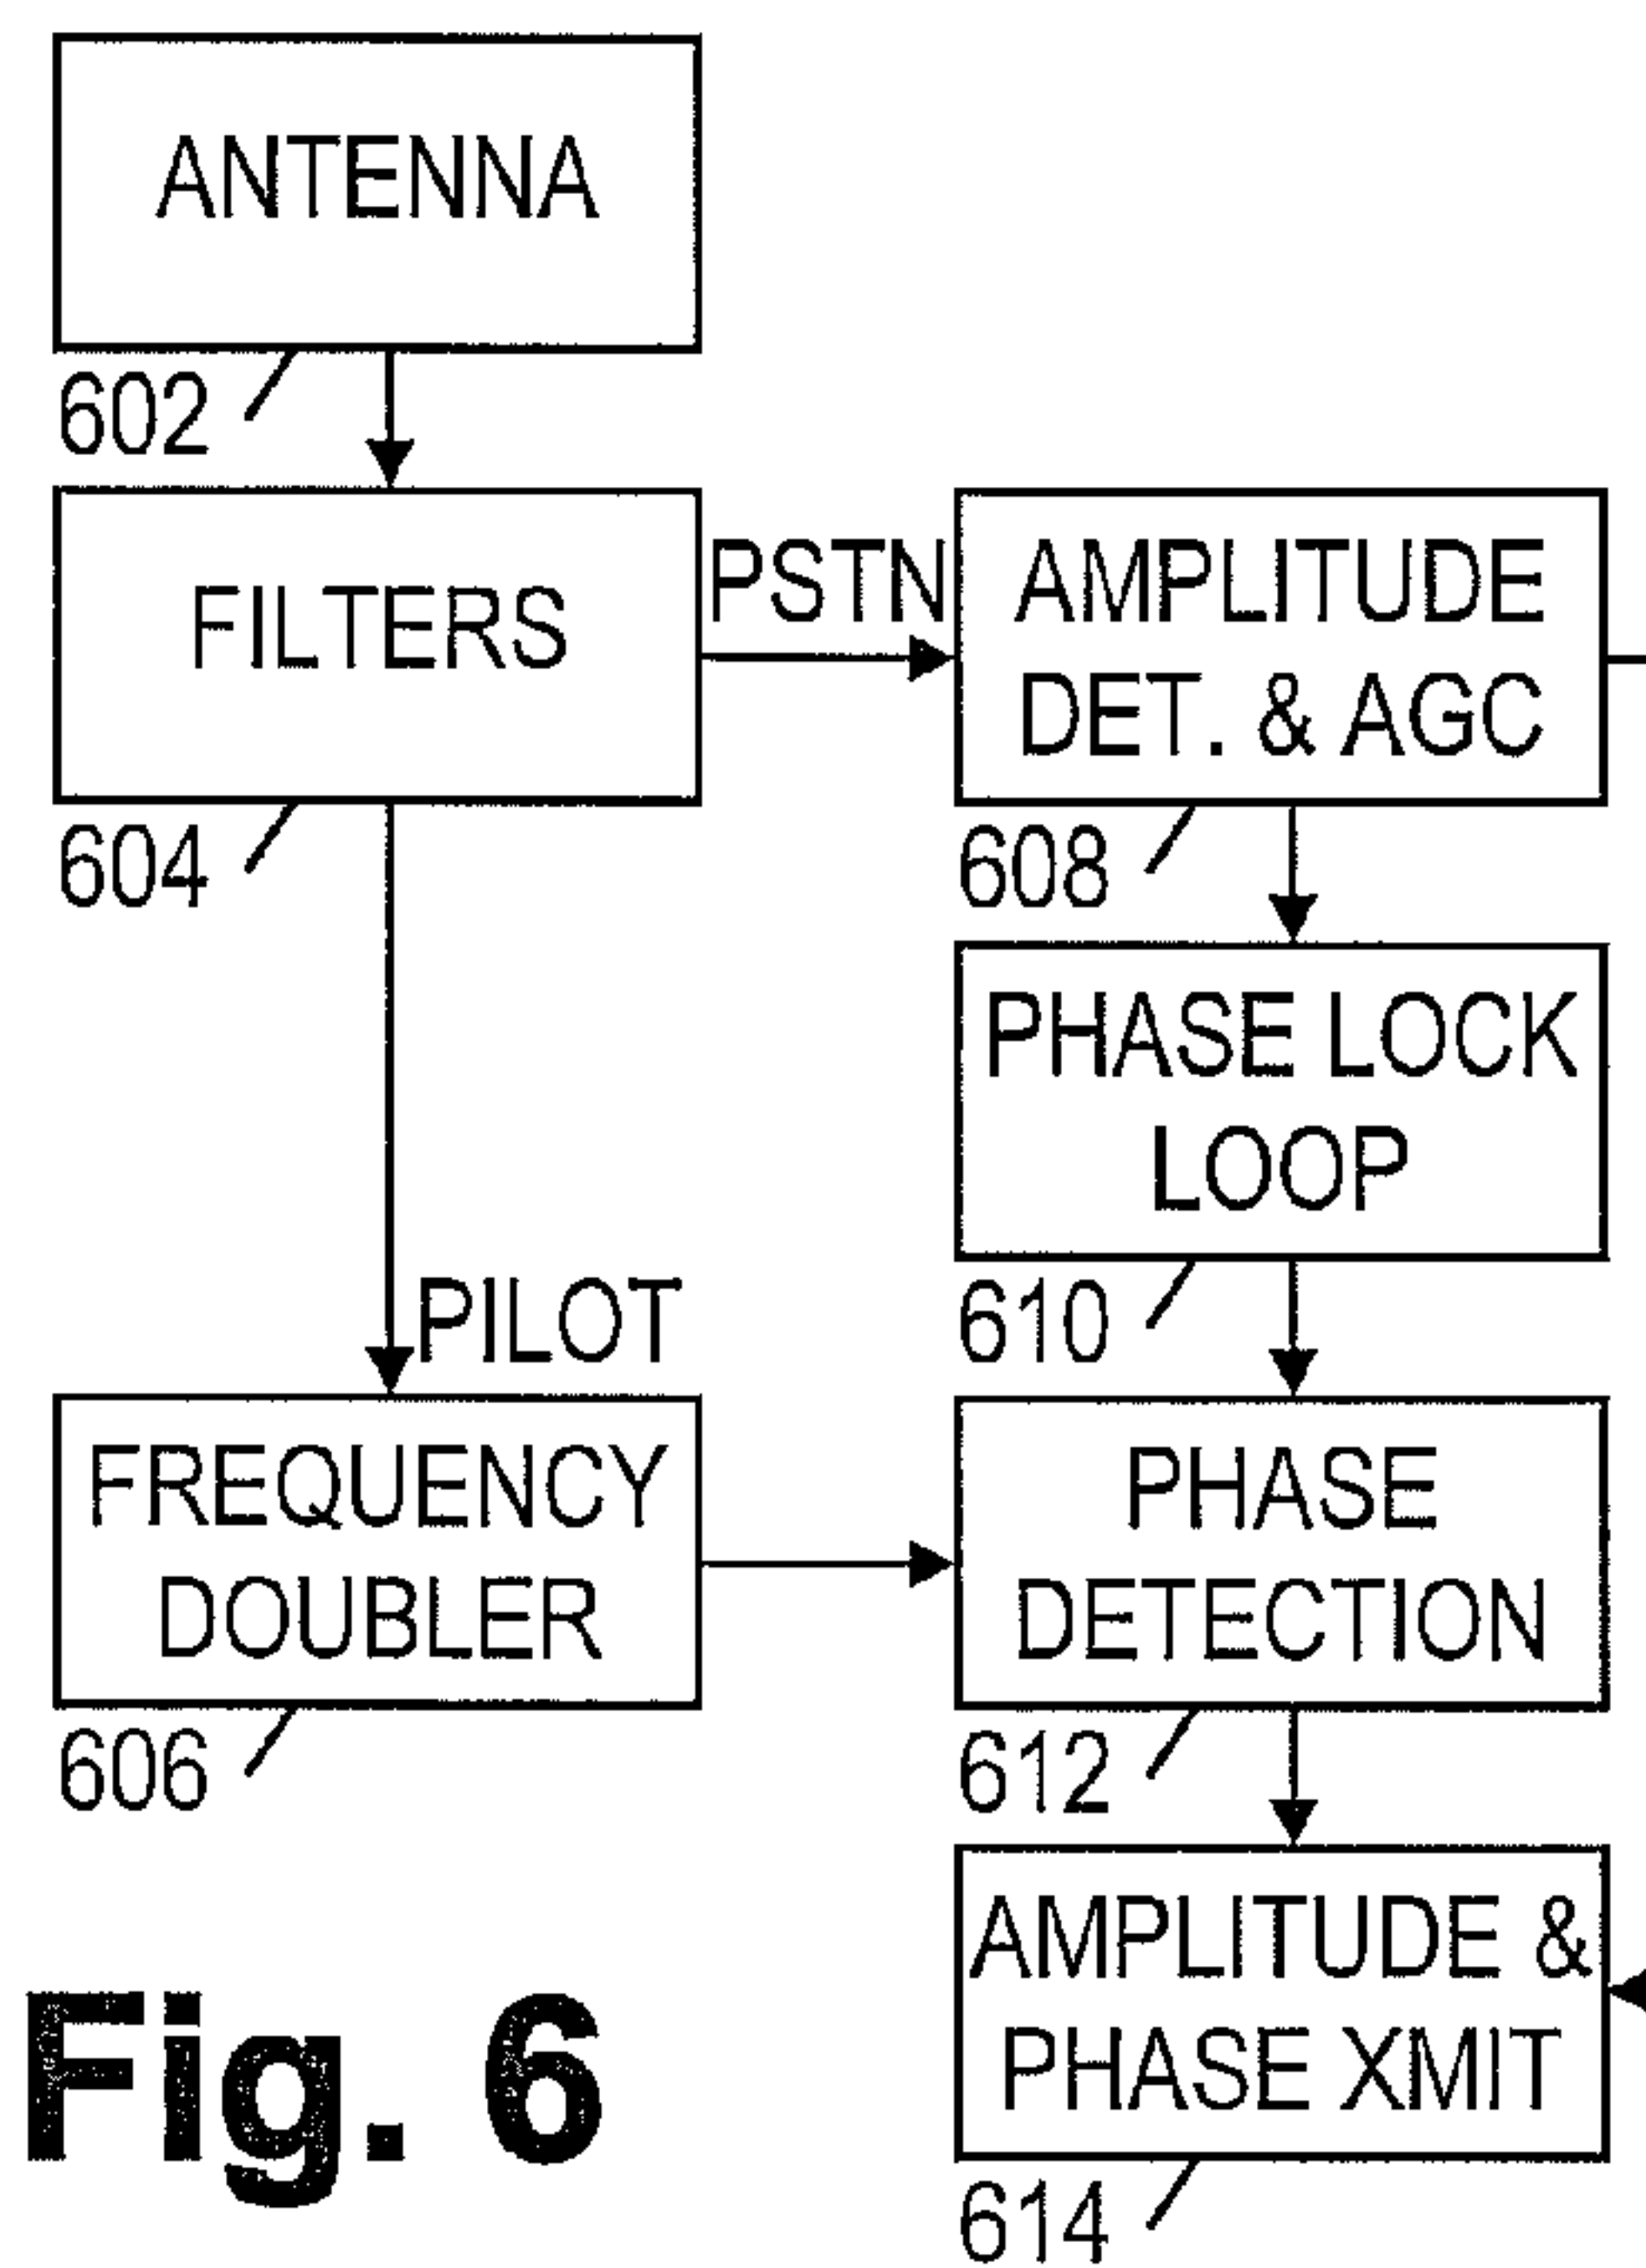 ANTENNA
602
FILTERS
604
PSTN
AMPLITUDE
DET. & AGC
608
PHASE LOCK
LOOP
610
PILOT
FREQUENCY
DOUBLER
606
PHASE
DETECTION
612
AMPLITUDE &
PHASE XMIT
614
Fig. 6